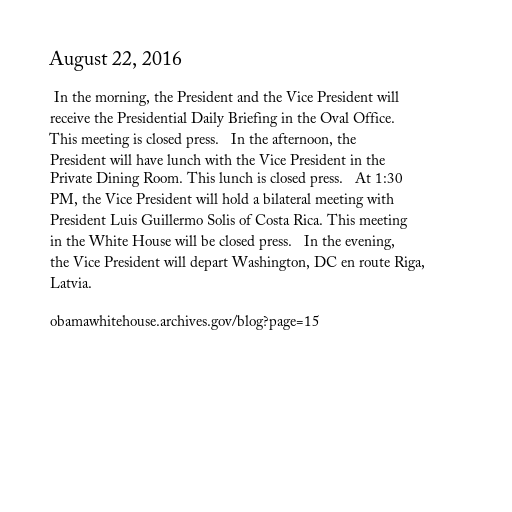 August 22, 2016
In the morning, the President and the Vice President will
receive the Presidential Daily Briefing in the Oval Office.
This meeting is closed press.   In the afternoon, the
President will have lunch with the Vice President in the
Private Dining Room. This lunch is closed press.   At 1:30
PM, the Vice President will hold a bilateral meeting with
President Luis Guillermo Solis of Costa Rica. This meeting
in the White House will be closed press.   In the evening,
the Vice President will depart Washington, DC en route Riga,
Latvia.
obamawhitehouse.archives.gov/blog?page=15